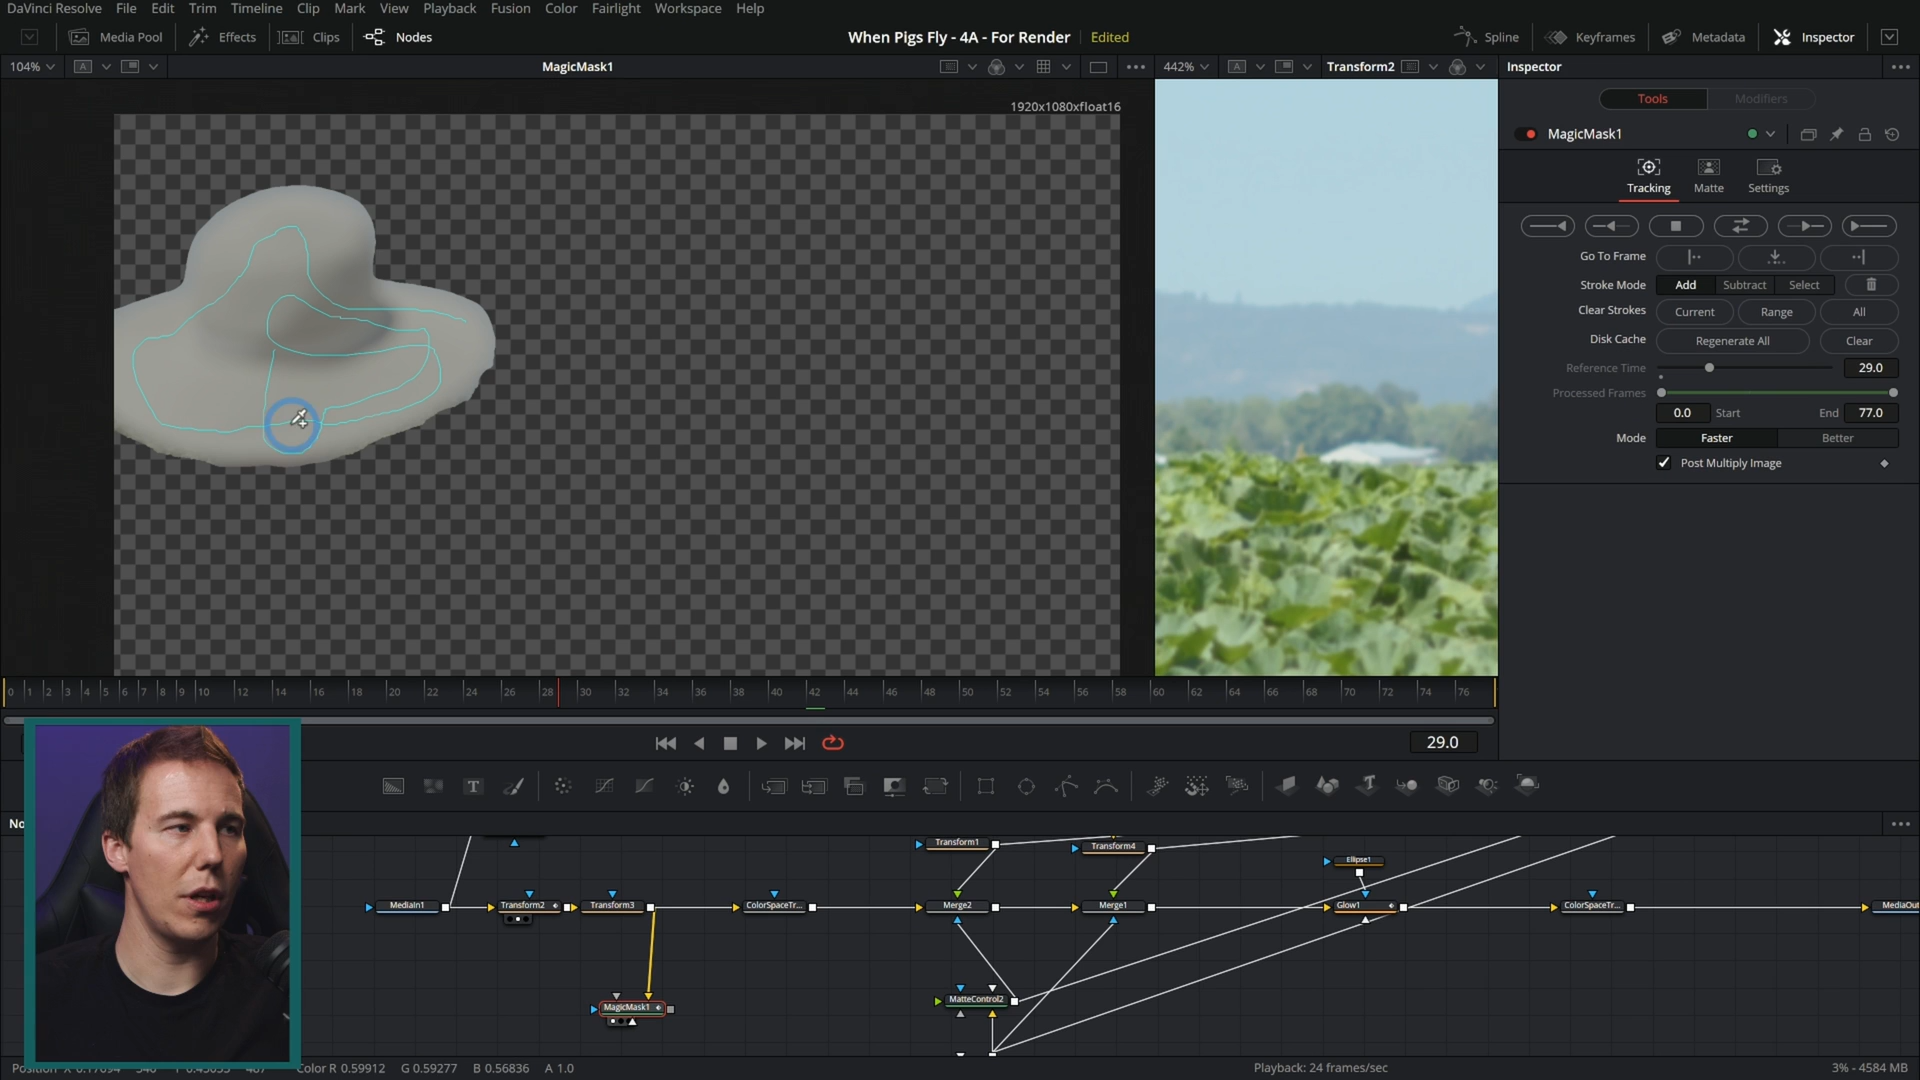 DaVinci Resolve File Edit Trim Timeline Clip Mark View Playback Fusion Color Fairlight Workspace Help
Media Pool Effects Clips Nodes When Pigs Fly - 4A - For Render Edited Spline Keyframes Metadata Inspector
104% A MagicMask1 442% A Transform2 Inspector
1920x1080xfloat16
Tools Modifiers
MagicMask1
Tracking Matte Settings
Go To Frame
Stroke Mode Add Subtract Select
Clear Strokes Current Range All
Disk Cache Regenerate All Clear
Reference Time 29.0
Processed Frames
0.0 Start End 77.0
Mode Faster Better
Post Multiply Image
0 1 2 3 4 5 6 7 8 9 10 12 14 16 18 20 22 24 26 28 30 32 34 36 38 40 42 44 46 48 50 52 54 56 58 60 62 64 66 68 70 72 74 76
29.0
T
No
Transform1 Transform4
Ellipse1
MediaIn1 Transform2 Transform3 ColorSpaceTr... Merge2 Merge1 Glow1 ColorSpaceTr... MediaOu
MatteControl2
MagicMask1
Color R 0.59912 G 0.59277 B 0.56836 A 1.0 Playback: 24 frames/sec 3% - 4584 MB